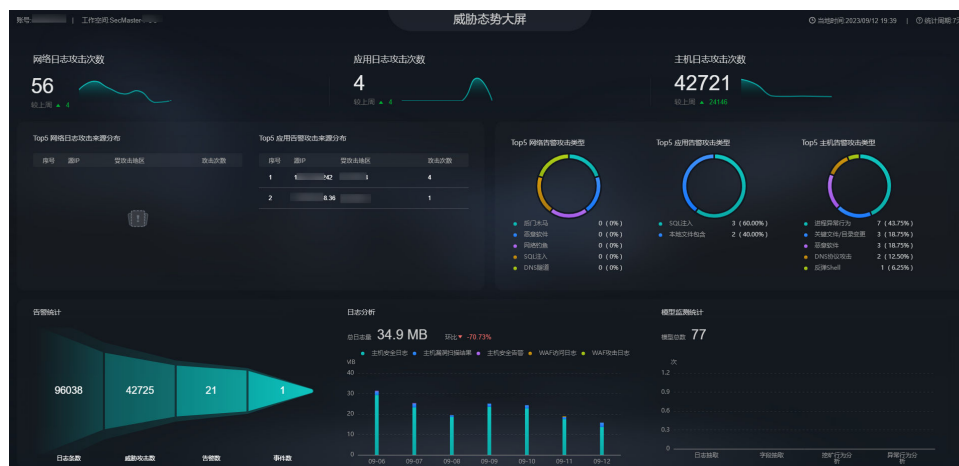 账号:
工作空间:SecMaster
威胁态势大屏
当地时间:2023/09/12 19:39
统计周期:7
网络日志攻击次数
56
较上周 ▲ 4
应用日志攻击次数
4
较上周 ▲ 4
主机日志攻击次数
42721
较上周 ▲ 24146
Top5 网络日志攻击来源分布
序号 源IP 受攻击地区 攻击次数
Top5 应用告警攻击来源分布
序号 源IP 受攻击地区 攻击次数
1 242 4
2 8.36 1
Top5 网络告警攻击类型
后门木马 0 ( 0% )
恶意软件 0 ( 0% )
网络钓鱼 0 ( 0% )
SQL注入 0 ( 0% )
DNS隧道 0 ( 0% )
Top5 应用告警攻击类型
SQL注入 3 ( 60.00% )
本地文件包含 2 ( 40.00% )
Top5 主机告警攻击类型
进程异常行为 7 ( 43.75% )
关键文件/目录变更 3 ( 18.75% )
恶意软件 3 ( 18.75% )
DNS协议攻击 2 ( 12.50% )
反弹Shell 1 ( 6.25% )
告警统计
96038 42725 21 1
日志条数 威胁攻击数 告警数 事件数
日志分析
总日志量 34.9 MB 环比▼ -70.73%
主机安全日志 主机漏洞扫描结果 主机安全告警 WAF访问日志 WAF攻击日志
MB
40
30
20
10
0
09-06 09-07 09-08 09-09 09-10 09-11 09-12
模型监测统计
模型总数 77
次
1.2
0.9
0.6
0.3
0
日志抽取 字段抽取 挖矿行为分析 异常行为分析